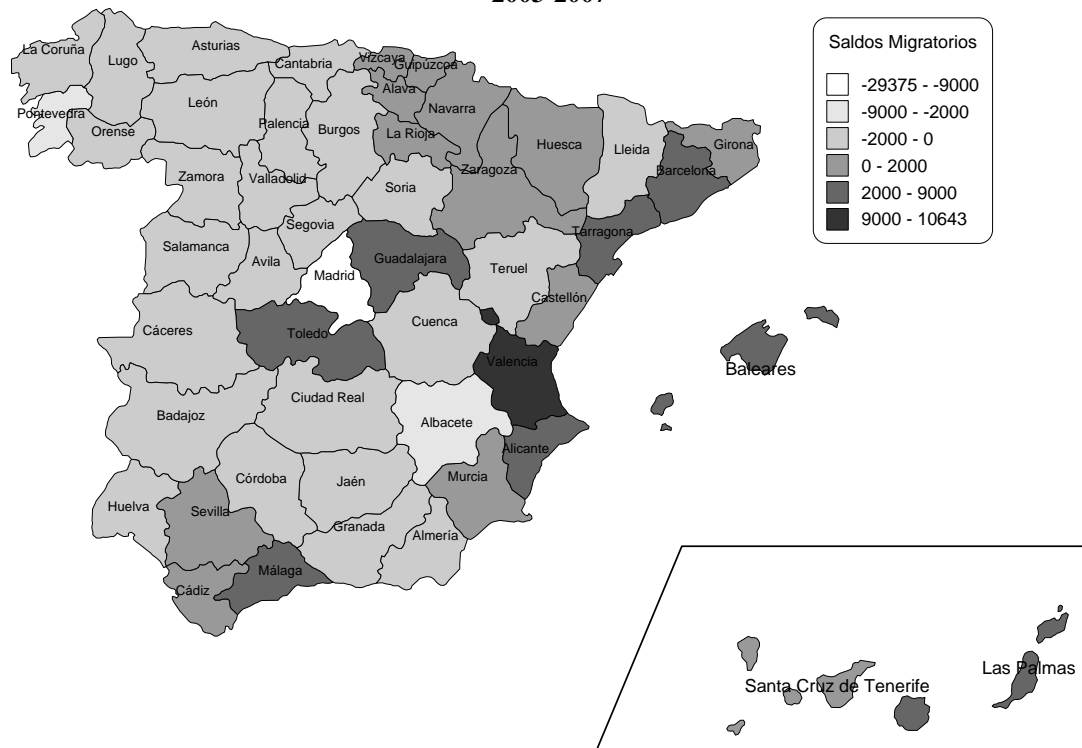 2003-2007
Saldos Migratorios
-29375 - -9000
-9000 - -2000
-2000 - 0
0 - 2000
2000 - 9000
9000 - 10643
La Coruña
Lugo
Asturias
Cantabria
Vizcaya
Guipúzcoa
Alava
Navarra
Pontevedra
Orense
León
Palencia
Burgos
La Rioja
Huesca
Lleida
Girona
Barcelona
Zaragoza
Zamora
Valladolid
Soria
Segovia
Salamanca
Avila
Madrid
Guadalajara
Teruel
Tarragona
Castellón
Cáceres
Toledo
Cuenca
Valencia
Baleares
Badajoz
Ciudad Real
Albacete
Alicante
Murcia
Huelva
Sevilla
Córdoba
Jaén
Granada
Almería
Cádiz
Málaga
Las Palmas
Santa Cruz de Tenerife